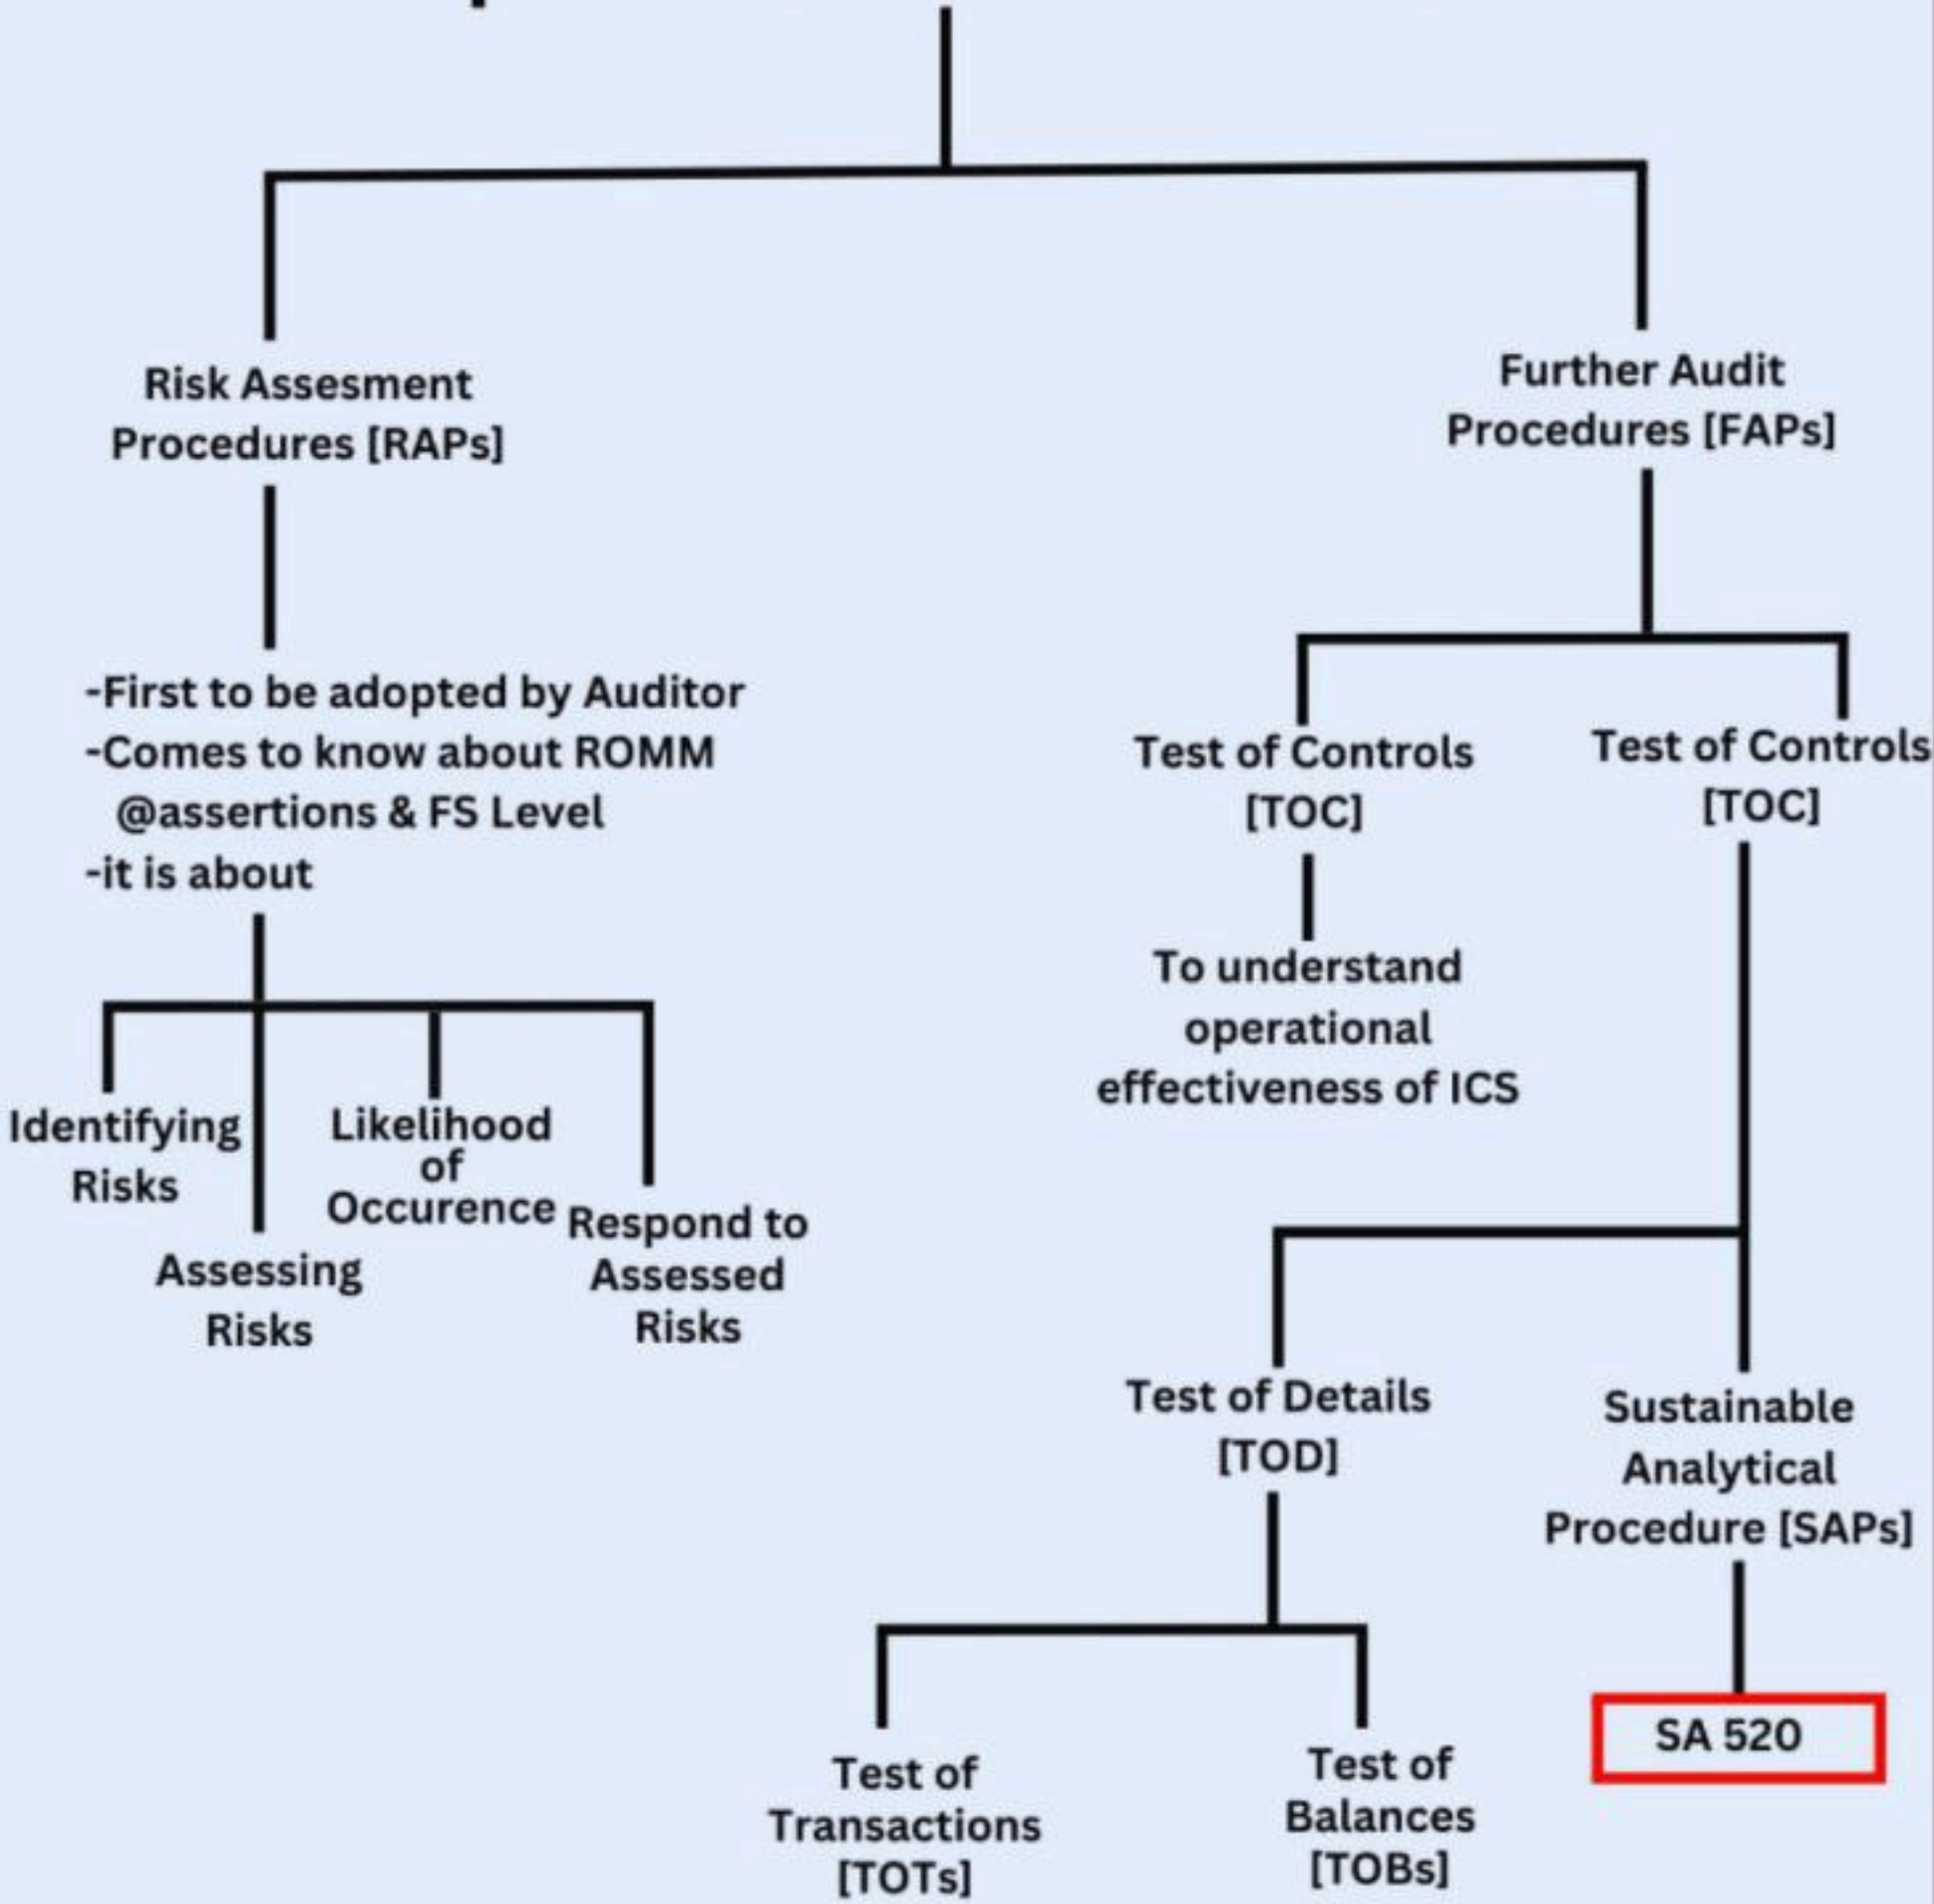 Risk Assesment
Procedures [RAPs]
-First to be adopted by Auditor
-Comes to know about ROMM
@assertions & FS Level
-it is about
Identifying
Risks
Assessing
Risks
Likelihood
of
Occurence
Respond to
Assessed
Risks
Further Audit
Procedures [FAPs]
Test of Controls
[TOC]
To understand
operational
effectiveness of ICS
Test of Controls
[TOC]
Test of Details
[TOD]
Test of
Transactions
[TOTs]
Test of
Balances
[TOBs]
Sustainable
Analytical
Procedure [SAPs]
SA 520